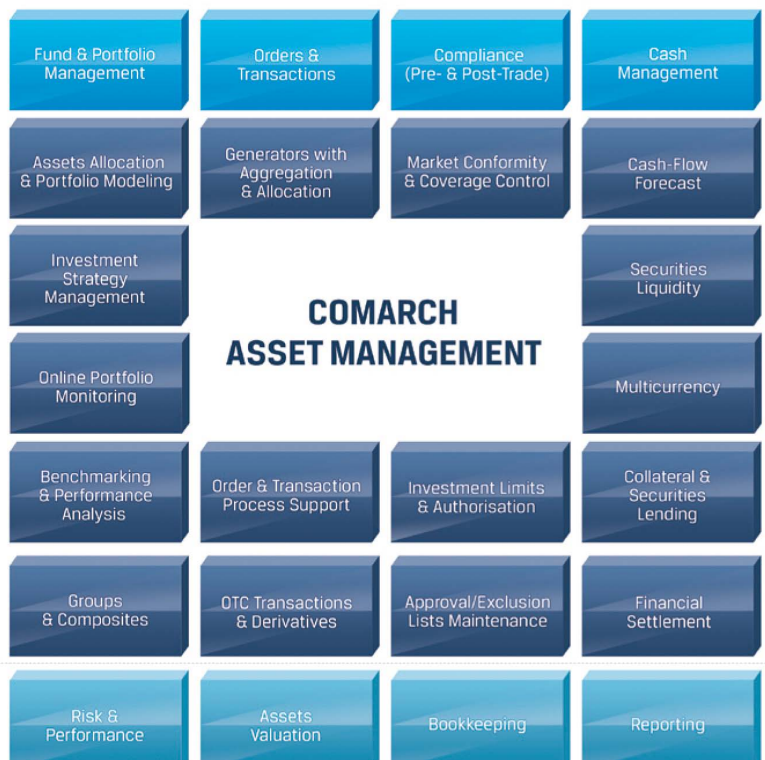 Fund & Portfolio
Management
Orders &
Transactions
Compliance
(Pre- & Post-Trade)
Cash
Management
Assets Allocation
& Portfolio Modeling
Generators with
Aggregation
& Allocation
Market Conformity
& Coverage Control
Cash-Flow
Forecast
Investment
Strategy
Management
Securities
Liquidity
COMARCH
ASSET MANAGEMENT
Online Portfolio
Monitoring
Multicurrency
Benchmarking
& Performance
Analysis
Order & Transaction
Process Support
Investment Limits
& Authorisation
Collateral &
Securities
Lending
Groups
& Composites
OTC Transactions
& Derivatives
Approval/Exclusion
Lists Maintenance
Financial
Settlement
Risk &
Performance
Assets
Valuation
Bookkeeping
Reporting